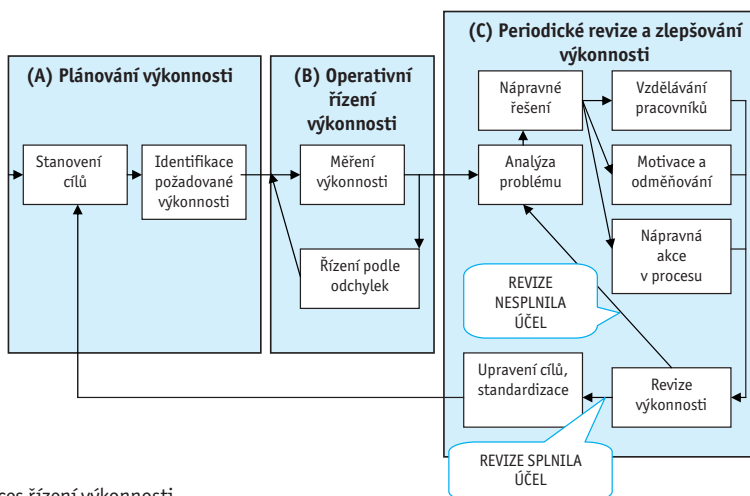 (A) Plánování výkonnosti
Stanovení
cílů
Identifikace
požadované
výkonnosti
(B) Operativní
řízení
výkonnosti
Měření
výkonnosti
Řízení podle
odchylek
(C) Periodické revize a zlepšování
výkonnosti
Nápravné
řešení
Vzdělávání
pracovníků
Analýza
problému
Motivace a
odměňování
Nápravná
akce
v procesu
REVIZE
NESPLNILA
ÚČEL
Upravení cílů,
standardizace
Revize
výkonnosti
REVIZE SPLNILA
ÚČEL
řízení výkonnosti